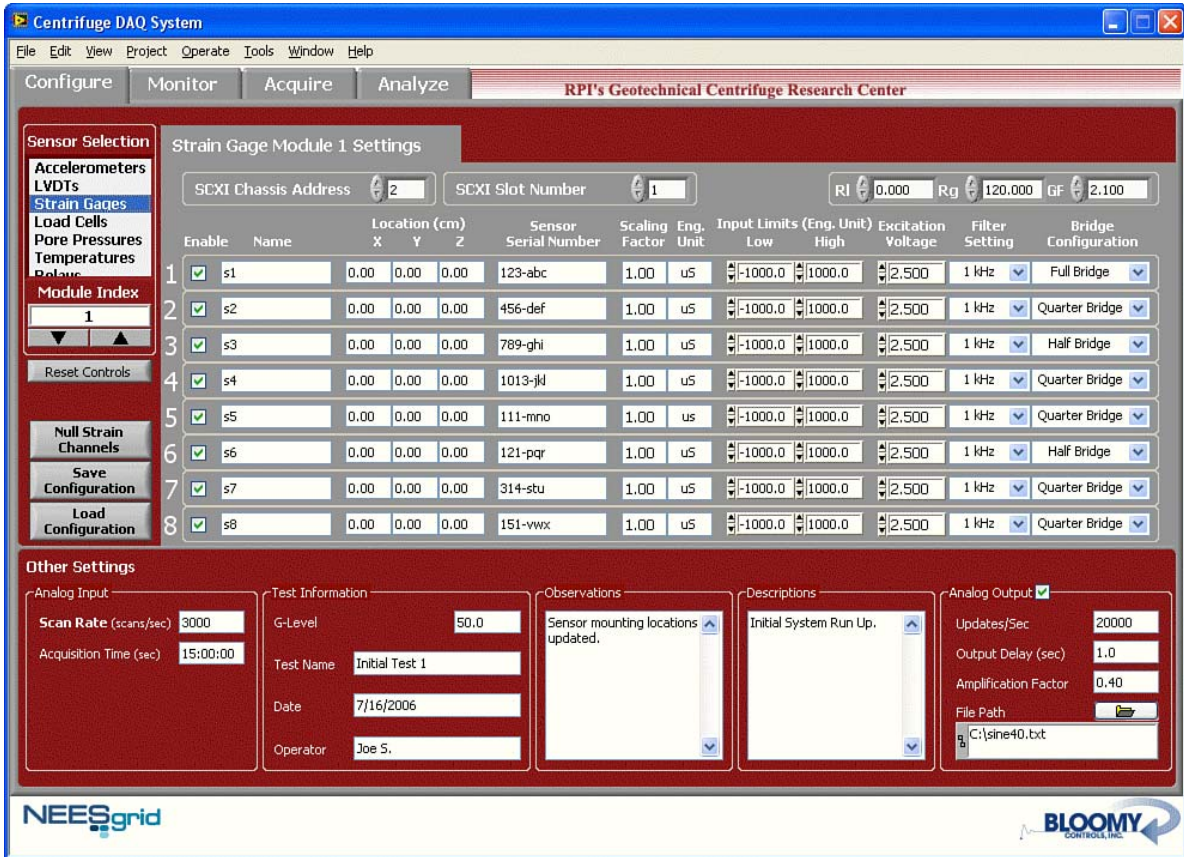 Centrifuge DAQ System
File Edit View Project Operate Tools Window Help
Configure Monitor Acquire Analyze
RPI's Geotechnical Centrifuge Research Center
Sensor Selection
Accelerometers
LVDTs
Strain Gages
Load Cells
Pore Pressures
Temperatures
Relays
Module Index
1
Reset Controls
Null Strain
Channels
Save
Configuration
Load
Configuration
Strain Gage Module 1 Settings
SCXI Chassis Address 2 SCXI Slot Number 1 Rl 0.000 Rg 120.000 GF 2.100
Location (cm) Sensor Scaling Eng. Input Limits (Eng. Unit) Excitation Filter Bridge
Enable Name X Y Z Serial Number Factor Unit Low High Voltage Setting Configuration
1 s1 0.00 0.00 0.00 123-abc 1.00 uS -1000.0 1000.0 2.500 1 kHz Full Bridge
2 s2 0.00 0.00 0.00 456-def 1.00 uS -1000.0 1000.0 2.500 1 kHz Quarter Bridge
3 s3 0.00 0.00 0.00 789-ghi 1.00 uS -1000.0 1000.0 2.500 1 kHz Half Bridge
4 s4 0.00 0.00 0.00 1013-jkl 1.00 uS -1000.0 1000.0 2.500 1 kHz Quarter Bridge
5 s5 0.00 0.00 0.00 111-mno 1.00 us -1000.0 1000.0 2.500 1 kHz Quarter Bridge
6 s6 0.00 0.00 0.00 121-pqr 1.00 uS -1000.0 1000.0 2.500 1 kHz Half Bridge
7 s7 0.00 0.00 0.00 314-stu 1.00 uS -1000.0 1000.0 2.500 1 kHz Quarter Bridge
8 s8 0.00 0.00 0.00 151-vwx 1.00 uS -1000.0 1000.0 2.500 1 kHz Quarter Bridge
Other Settings
Analog Input
Scan Rate (scans/sec) 3000
Acquisition Time (sec) 15:00:00
Test Information
G-Level 50.0
Test Name Initial Test 1
Date 7/16/2006
Operator Joe S.
Observations
Sensor mounting locations
updated.
Descriptions
Initial System Run Up.
Analog Output
Updates/Sec 20000
Output Delay (sec) 1.0
Amplification Factor 0.40
File Path
C:\sine40.txt
NEESgrid
BLOOMY
CONTROLS, INC.